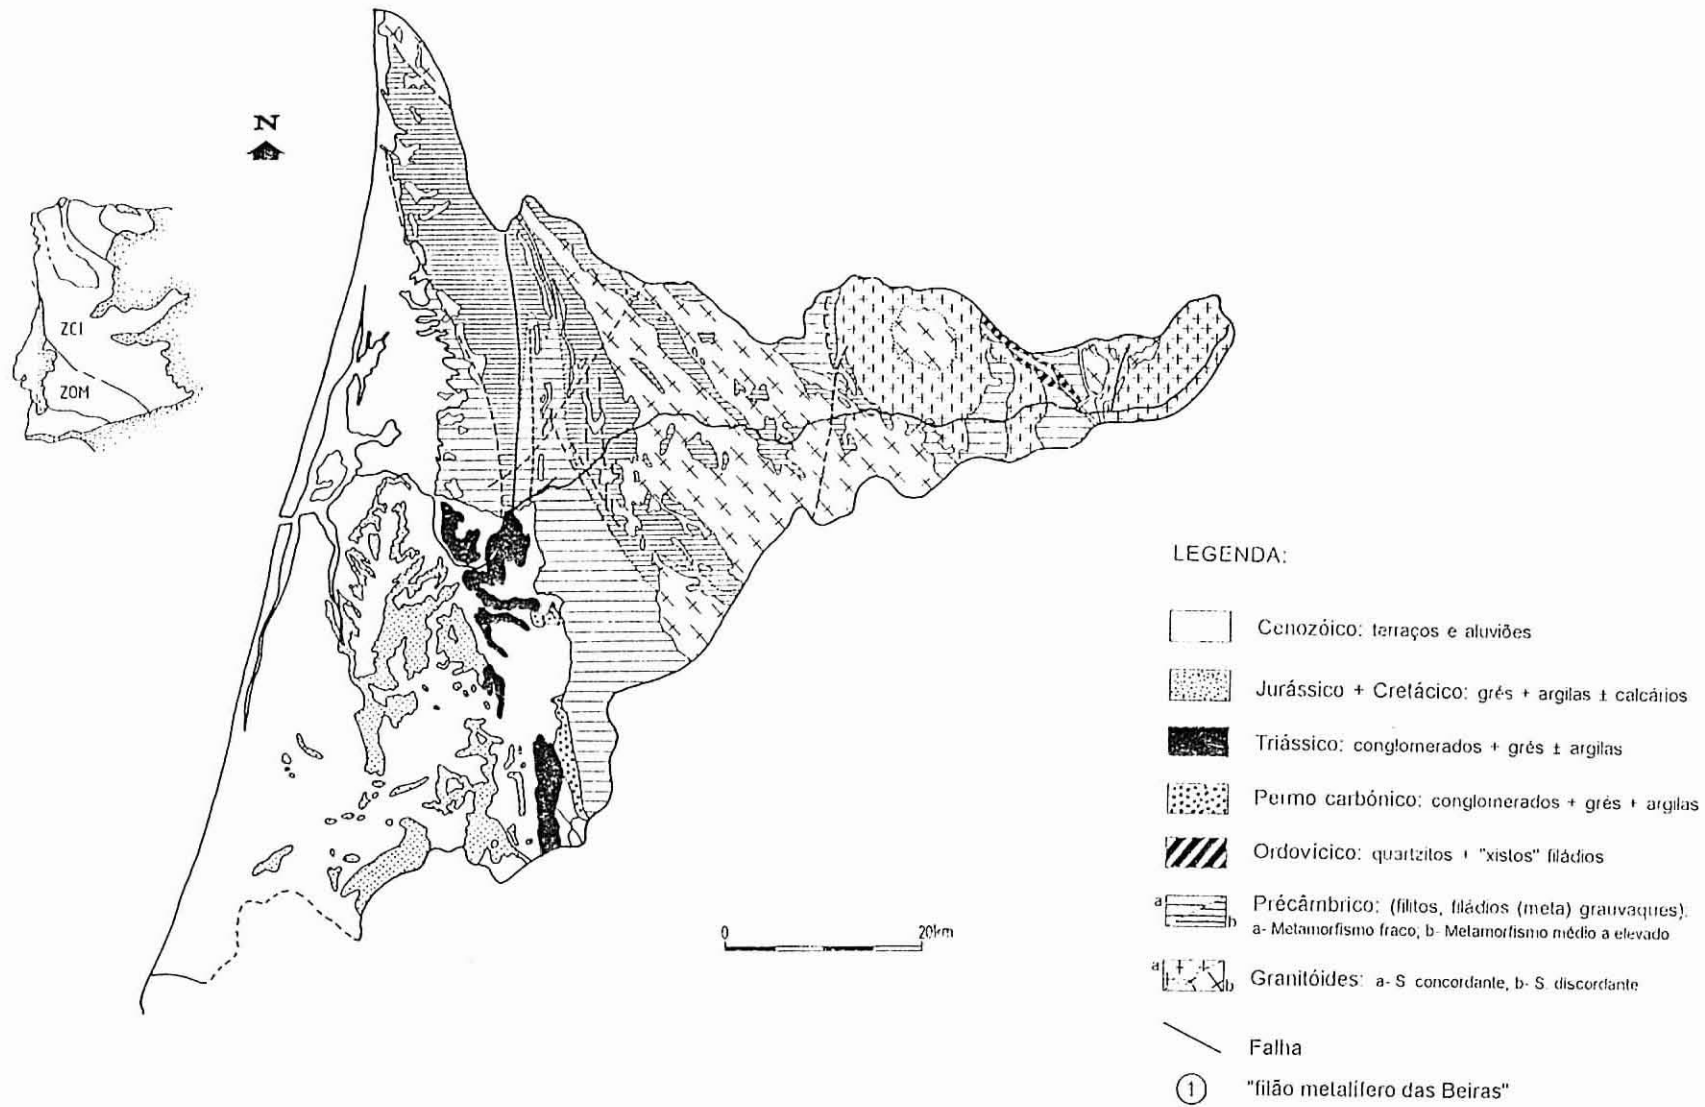 N
ZCI
ZOM
0 20km
LEGENDA:
Cenozóico: terraços e aluviões
Jurássico + Cretácico: grés + argilas ± calcários
Triássico: conglomerados + grés ± argilas
Permo carbónico: conglomerados + grés + argilas
Ordovícico: quartzitos + "xistos" filádios
a b Précâmbrico: (filitos, filádios (meta) grauvaques).
a- Metamorfismo fraco; b- Metamorfismo médio a elevado
a b Granitóides: a- S concordante, b- S. discordante
Falha
1 "filão metalífero das Beiras"